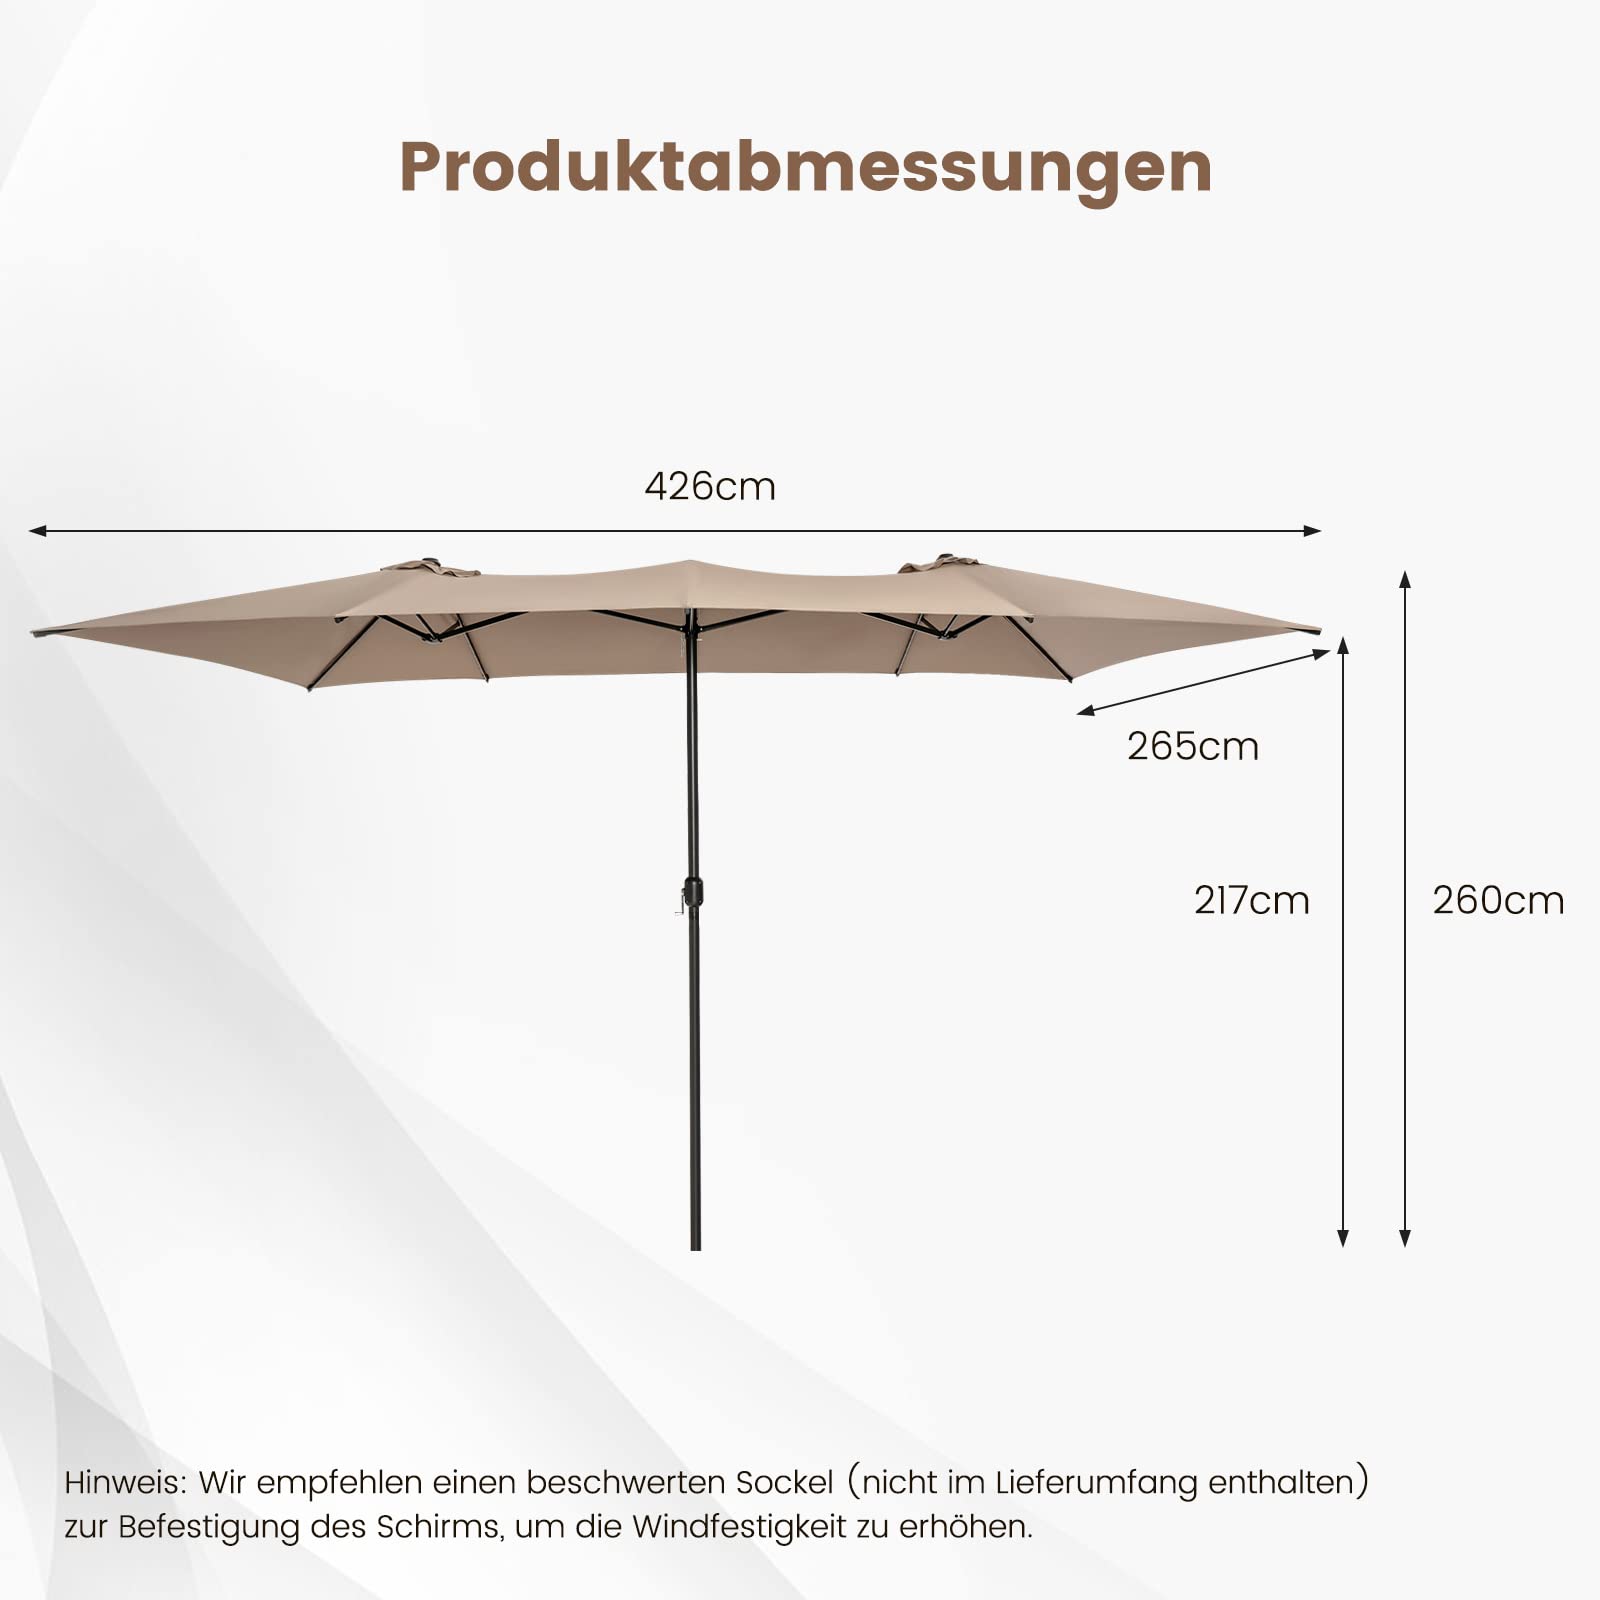 Produktabmessungen
426cm
265cm
217cm
260cm
Hinweis: Wir empfehlen einen beschwerten Sockel (nicht im Lieferumfang enthalten)
zur Befestigung des Schirms, um die Windfestigkeit zu erhöhen.